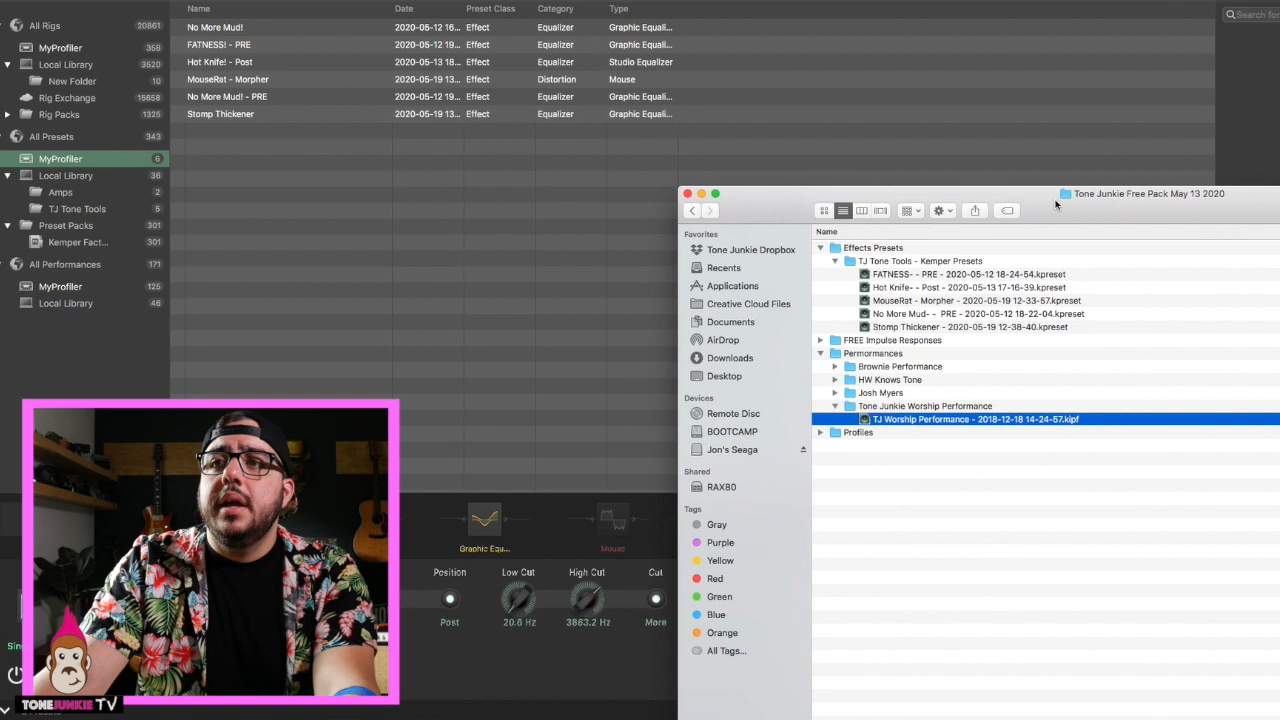 Name Date Preset Class Category Type
Search for
All Rigs 20861
MyProfiler 358
Local Library 3520
New Folder 10
Rig Exchange 15658
Rig Packs 1325
All Presets 343
MyProfiler 6
Local Library 36
Amps 2
TJ Tone Tools 5
Preset Packs 301
Kemper Fact... 301
All Performances 171
MyProfiler 125
Local Library 46
No More Mud! 2020-05-12 16... Effect Equalizer Graphic Equali...
FATNESS! - PRE 2020-05-12 19... Effect Equalizer Graphic Equali...
Hot Knife! - Post 2020-05-13 18... Effect Equalizer Studio Equalizer
MouseRat - Morpher 2020-05-19 13... Effect Distortion Mouse
No More Mud! - PRE 2020-05-12 19... Effect Equalizer Graphic Equali...
Stomp Thickener 2020-05-19 13... Effect Equalizer Graphic Equali...
Tone Junkie Free Pack May 13 2020
Favorites
Tone Junkie Dropbox
Recents
Applications
Creative Cloud Files
Documents
AirDrop
Downloads
Desktop
Devices
Remote Disc
BOOTCAMP
Jon's Seaga
Shared
RAX80
Tags
Gray
Purple
Yellow
Red
Green
Blue
Orange
All Tags...
Name
Effects Presets
TJ Tone Tools - Kemper Presets
FATNESS- - PRE - 2020-05-12 18-24-54.kpreset
Hot Knife- - Post - 2020-05-13 17-16-39.kpreset
MouseRat - Morpher - 2020-05-19 12-33-57.kpreset
No More Mud- - PRE - 2020-05-12 18-22-04.kpreset
Stomp Thickener - 2020-05-19 12-38-40.kpreset
FREE Impulse Responses
Permormances
Brownie Performance
HW Knows Tone
Josh Myers
Tone Junkie Worship Performance
TJ Worship Performance - 2018-12-18 14-24-57.kipf
Profiles
Graphic Equ... Mouse
Position Low Cut High Cut Cut
Post 20.6 Hz 3863.2 Hz More
TONEJUNKIE TV